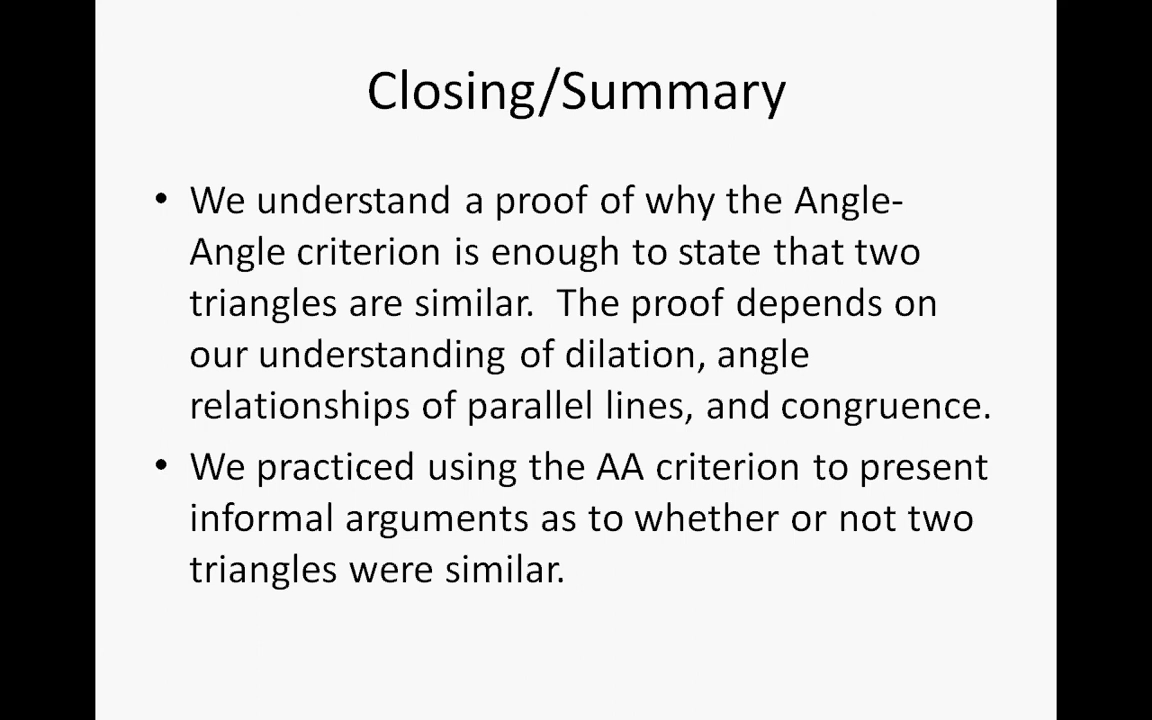 Closing/Summary
• We understand a proof of why the Angle-
Angle criterion is enough to state that two
triangles are similar.  The proof depends on
our understanding of dilation, angle
relationships of parallel lines, and congruence.
• We practiced using the AA criterion to present
informal arguments as to whether or not two
triangles were similar.